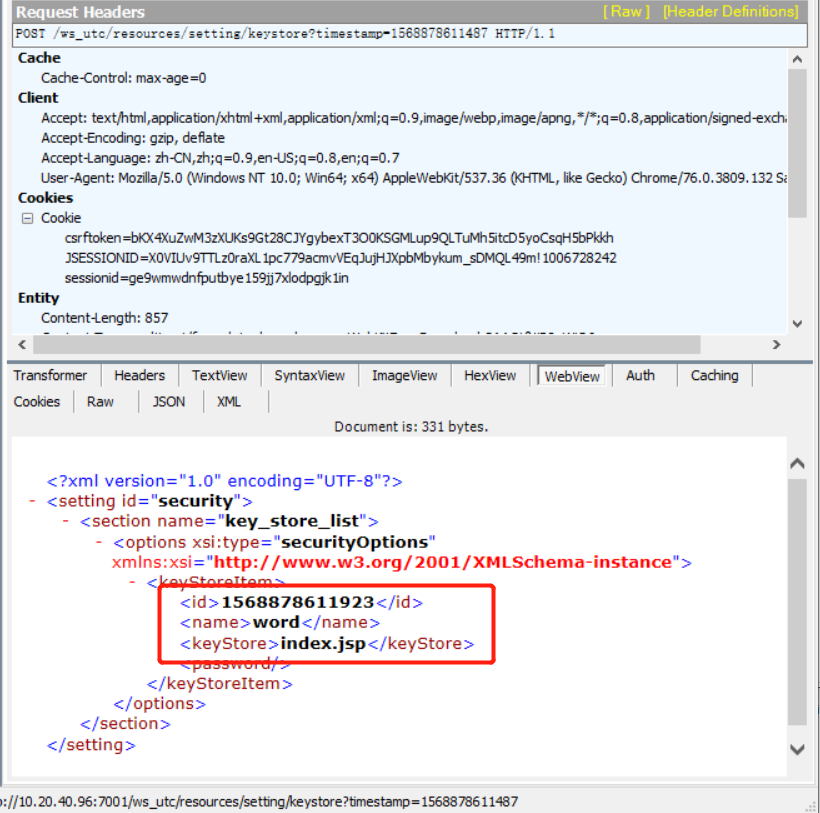 Request Headers [ Raw ] [Header Definitions]
POST /ws_utc/resources/setting/keystore?timestamp=1568878611487 HTTP/1.1
Cache
Cache-Control: max-age=0
Client
Accept: text/html,application/xhtml+xml,application/xml;q=0.9,image/webp,image/apng,*/*;q=0.8,application/signed-exch
Accept-Encoding: gzip, deflate
Accept-Language: zh-CN,zh;q=0.9,en-US;q=0.8,en;q=0.7
User-Agent: Mozilla/5.0 (Windows NT 10.0; Win64; x64) AppleWebKit/537.36 (KHTML, like Gecko) Chrome/76.0.3809.132 Sa
Cookies
Cookie
csrftoken=bKX4XuZwM3zXUKs9Gt28CJYgybexT3O0KSGMLup9QLTuMh5itcD5yoCsqH5bPkkh
JSESSIONID=X0VIUv9TTLz0raXL1pc779acmvVEqJujHJXpbMbykum_sDMQL49m!1006728242
sessionid=ge9wmwdnfputbye159jj7xlodpgjk1in
Entity
Content-Length: 857
Transformer Headers TextView SyntaxView ImageView HexView WebView Auth Caching
Cookies Raw JSON XML
Document is: 331 bytes.
<?xml version="1.0" encoding="UTF-8"?>
- <setting id="security">
- <section name="key_store_list">
- <options xsi:type="securityOptions"
xmlns:xsi="http://www.w3.org/2001/XMLSchema-instance">
- <keyStoreItem>
<id>1568878611923</id>
<name>word</name>
<keyStore>index.jsp</keyStore>
<password/>
</keyStoreItem>
</options>
</section>
</setting>
://10.20.40.96:7001/ws_utc/resources/setting/keystore?timestamp=1568878611487